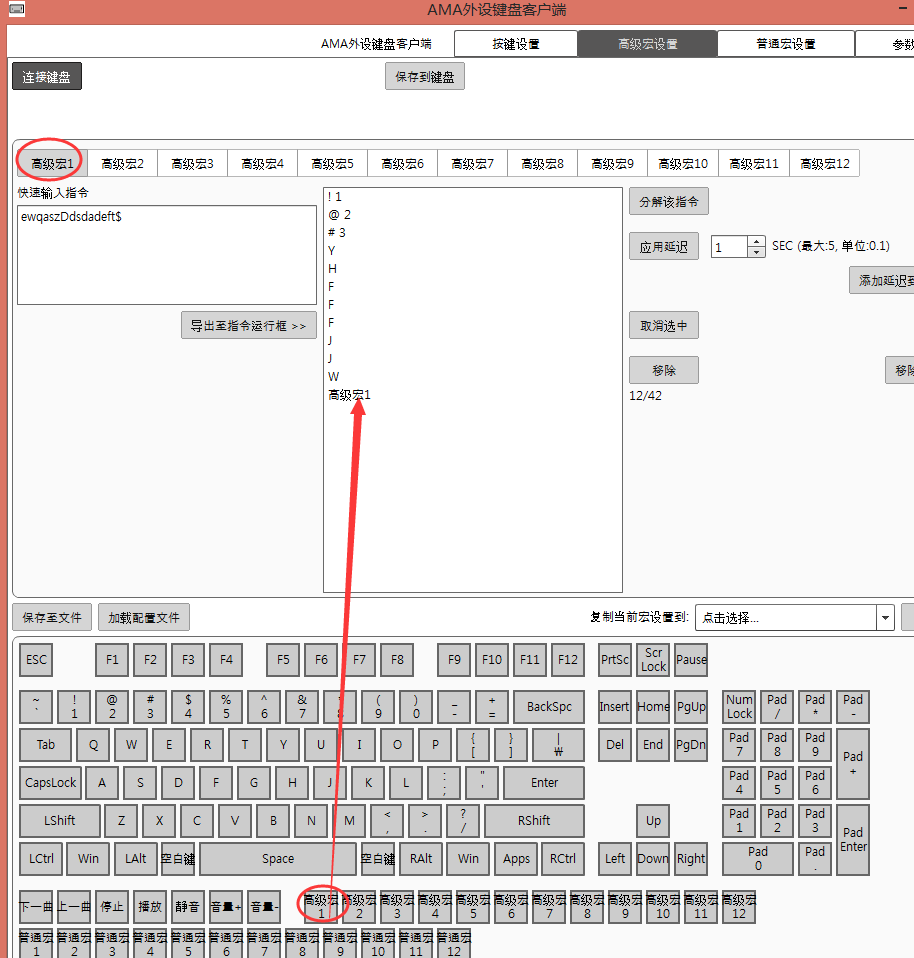 AMA外设键盘客户端
AMA外设键盘客户端 按键设置 高级宏设置 普通宏设置 参数
连接键盘 保存到键盘
高级宏1 高级宏2 高级宏3 高级宏4 高级宏5 高级宏6 高级宏7 高级宏8 高级宏9 高级宏10 高级宏11 高级宏12
快速输入指令
ewqaszDdsdadeft$
导出至指令运行框 >>
! 1
@ 2
# 3
Y
H
F
F
F
J
J
W
高级宏1
分解该指令
应用延迟 1 SEC (最大:5, 单位:0.1)
添加延迟到
取消选中
移除 移除
12/42
保存至文件 加载配置文件 复制当前宏设置到: 点击选择...
ESC F1 F2 F3 F4 F5 F6 F7 F8 F9 F10 F11 F12 PrtSc Scr Lock Pause
~ ` ! 1 @ 2 # 3 $ 4 % 5 ^ 6 & 7 * 8 ( 9 ) 0 _ - + = BackSpc Insert Home PgUp Num Lock Pad / Pad * Pad -
Tab Q W E R T Y U I O P { [ } ] | ₩ Del End PgDn Pad 7 Pad 8 Pad 9 Pad +
CapsLock A S D F G H J K L : ; " ' Enter Pad 4 Pad 5 Pad 6
LShift Z X C V B N M < , > . ? / RShift Up Pad 1 Pad 2 Pad 3 Pad Enter
LCtrl Win LAlt 空白键 Space 空白键 RAlt Win Apps RCtrl Left Down Right Pad 0 Pad .
下一曲 上一曲 停止 播放 静音 音量+ 音量- 高级宏1 高级宏2 高级宏3 高级宏4 高级宏5 高级宏6 高级宏7 高级宏8 高级宏9 高级宏10 高级宏11 高级宏12
普通宏1 普通宏2 普通宏3 普通宏4 普通宏5 普通宏6 普通宏7 普通宏8 普通宏9 普通宏10 普通宏11 普通宏12